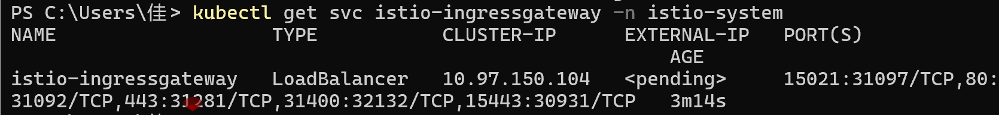 PS C:\Users\佳> kubectl get svc istio-ingressgateway -n istio-system
NAME                   TYPE           CLUSTER-IP      EXTERNAL-IP   PORT(S)
                                                          AGE
istio-ingressgateway   LoadBalancer   10.97.150.104   <pending>     15021:31097/TCP,80:
31092/TCP,443:31281/TCP,31400:32132/TCP,15443:30931/TCP   3m14s